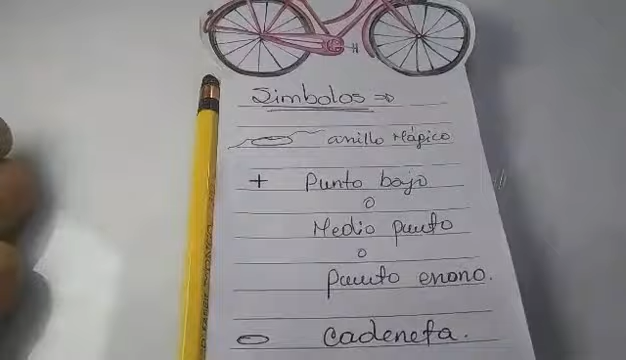 Simbolos ⇒
anillo Mágico
+ Punto bajo
o
Medio punto
o
punto enano.
cadeneta.